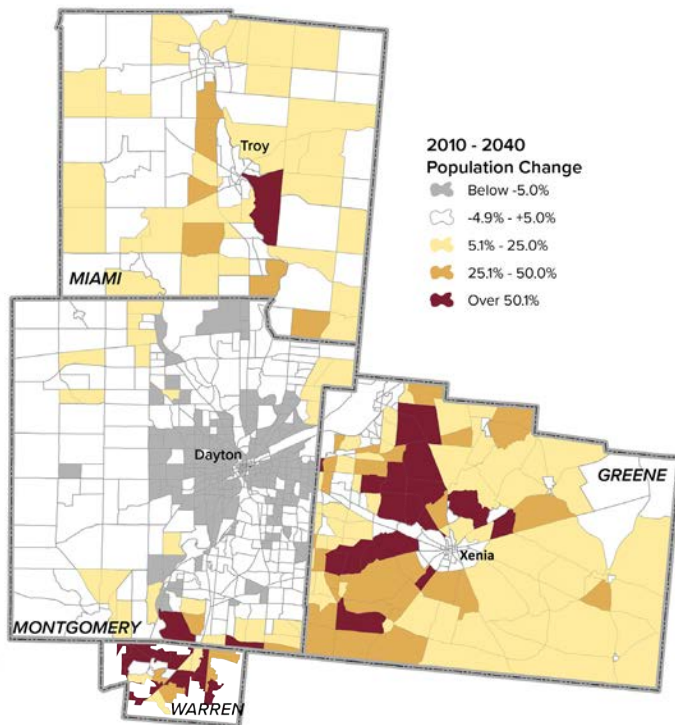 Troy
2010 - 2040
Population Change
Below -5.0%
-4.9% - +5.0%
5.1% - 25.0%
25.1% - 50.0%
Over 50.1%
MIAMI
Dayton
GREENE
Xenia
MONTGOMERY
WARREN